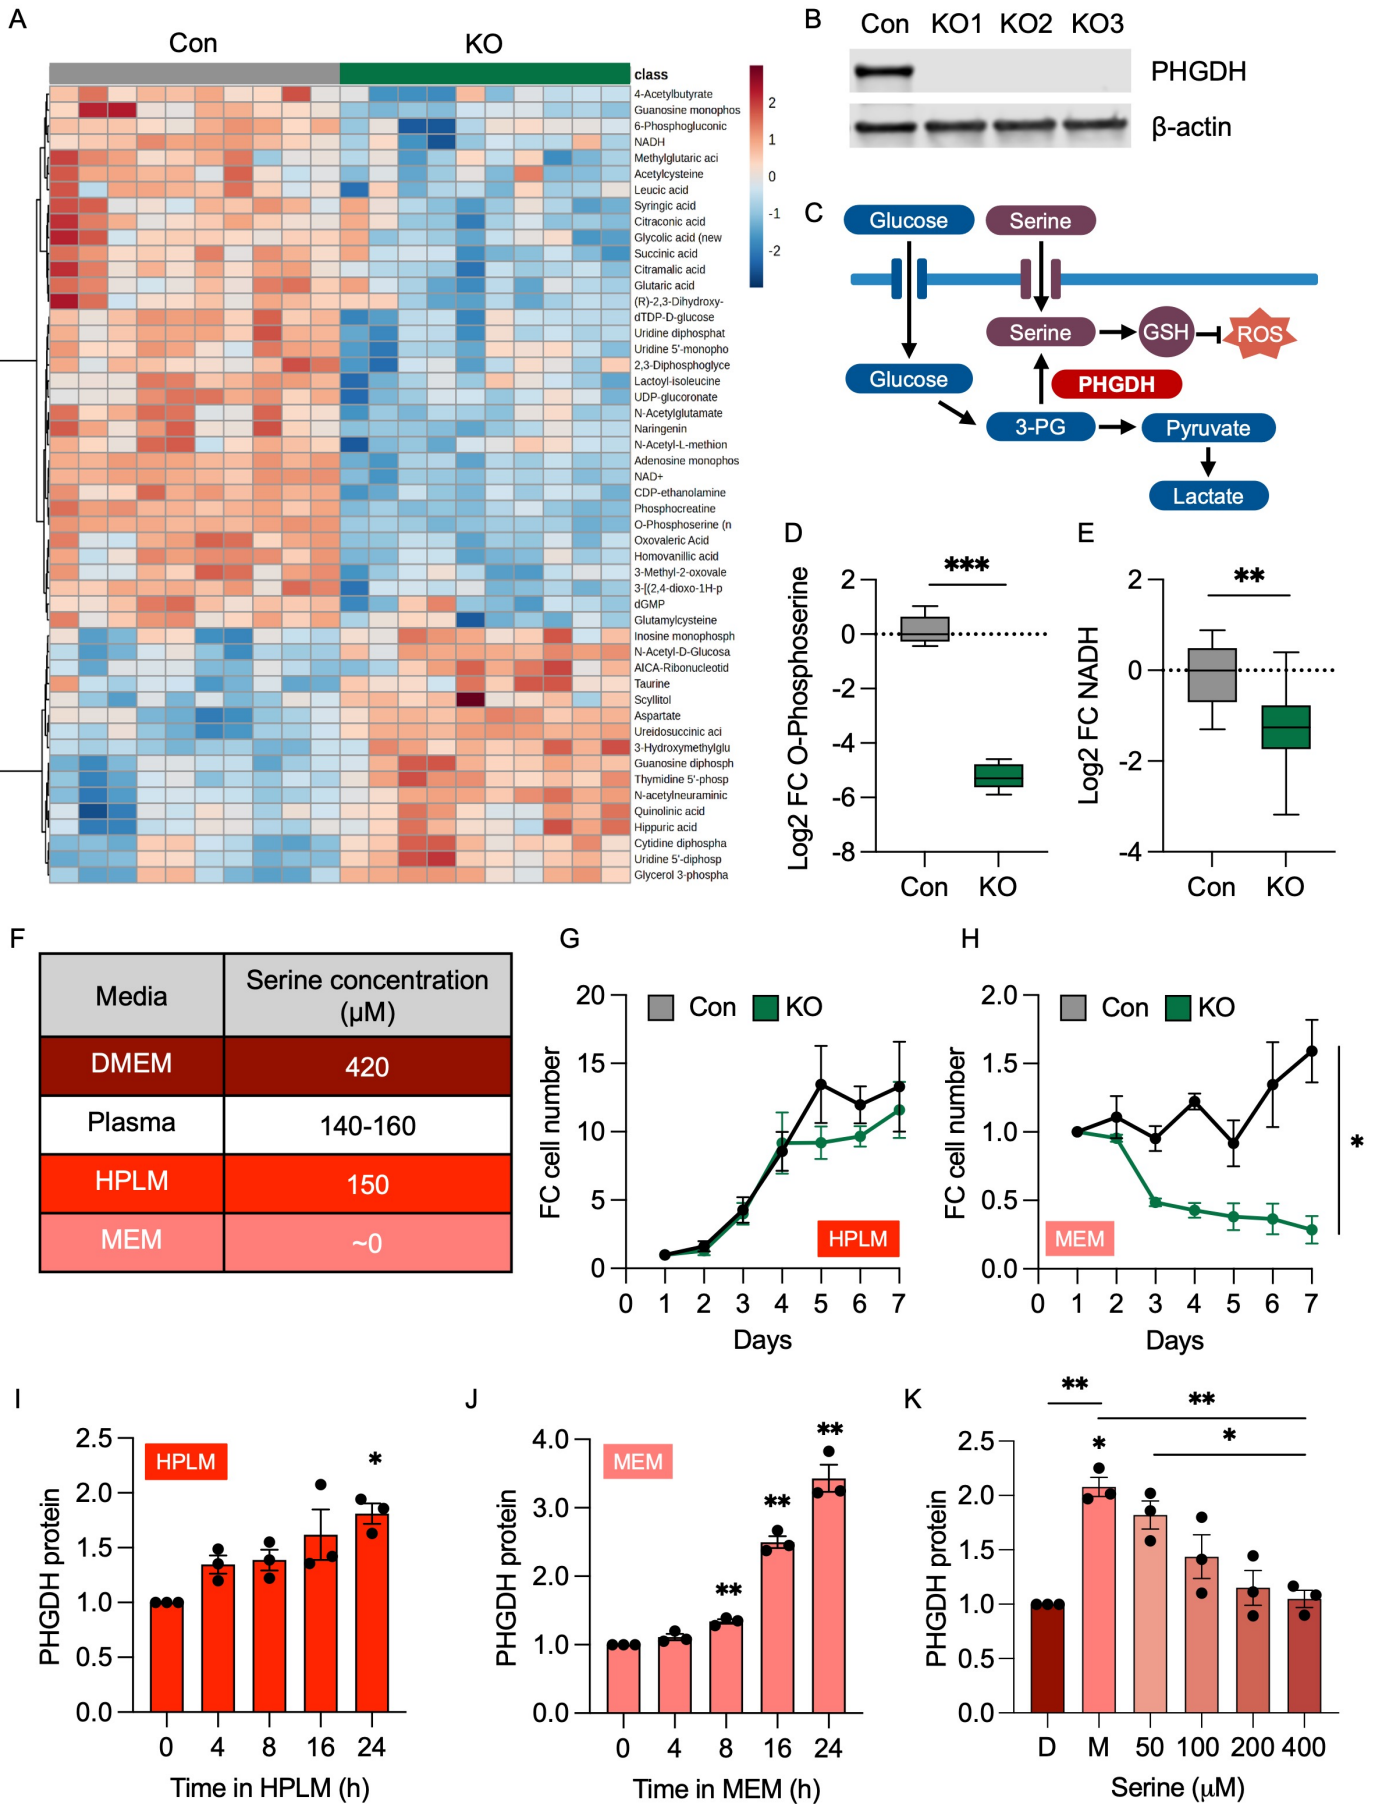 A
Con
KO
class
4-Acetylbutyrate
Guanosine monophos
6-Phosphogluconic
NADH
Methylglutaric aci
Acetylcysteine
Leucic acid
Syringic acid
Citraconic acid
Glycolic acid (new
Succinic acid
Citramalic acid
Glutaric acid
(R)-2,3-Dihydroxy-
dTDP-D-glucose
Uridine diphosphat
Uridine 5'-monopho
2,3-Diphosphoglyce
Lactoyl-isoleucine
UDP-glucoronate
N-Acetylglutamate
Naringenin
N-Acetyl-L-methion
Adenosine monophos
NAD+
CDP-ethanolamine
Phosphocreatine
O-Phosphoserine (n
Oxovaleric Acid
Homovanillic acid
3-Methyl-2-oxovale
3-[(2,4-dioxo-1H-p
dGMP
Glutamylcysteine
Inosine monophosph
N-Acetyl-D-Glucosa
AICA-Ribonucleotid
Taurine
Scyllitol
Aspartate
Ureidosuccinic aci
3-Hydroxymethylglu
Guanosine diphosph
Thymidine 5'-phosp
N-acetylneuraminic
Quinolinic acid
Hippuric acid
Cytidine diphospha
Uridine 5'-diphosp
Glycerol 3-phospha
2
1
0
-1
-2
B
Con KO1 KO2 KO3
PHGDH
β-actin
C
Glucose
Serine
Serine
GSH
ROS
Glucose
PHGDH
3-PG
Pyruvate
Lactate
D
Log2 FC O-Phosphoserine
2
0
-2
-4
-6
-8
***
Con KO
E
Log2 FC NADH
2
0
-2
-4
**
Con KO
F
Media
Serine concentration
(μM)
DMEM
420
Plasma
140-160
HPLM
150
MEM
~0
G
FC cell number
20
15
10
5
0
Con KO
HPLM
0 1 2 3 4 5 6 7
Days
H
FC cell number
2.0
1.5
1.0
0.5
0.0
Con KO
*
MEM
0 1 2 3 4 5 6 7
Days
I
PHGDH protein
2.5
2.0
1.5
1.0
0.5
0.0
HPLM
*
0 4 8 16 24
Time in HPLM (h)
J
PHGDH protein
4.0
3.0
2.0
1.0
0.0
MEM
**
**
**
0 4 8 16 24
Time in MEM (h)
K
PHGDH protein
2.5
2.0
1.5
1.0
0.5
0.0
**
**
*
*
D M 50 100 200 400
Serine (μM)